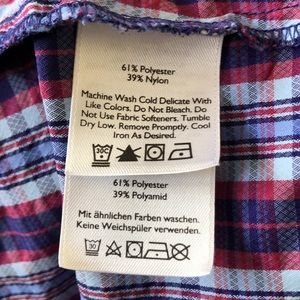 61% Polyester
39% Nylon
Machine Wash Cold Delicate With
Like Colors. Do Not Bleach. Do
Not Use Fabric Softeners. Tumble
Dry Low. Remove Promptly. Cool
Iron As Desired.
61% Polyester
39% Polyamid
Mit ähnlichen Farben waschen.
Keine Weichspüler verwenden.
30